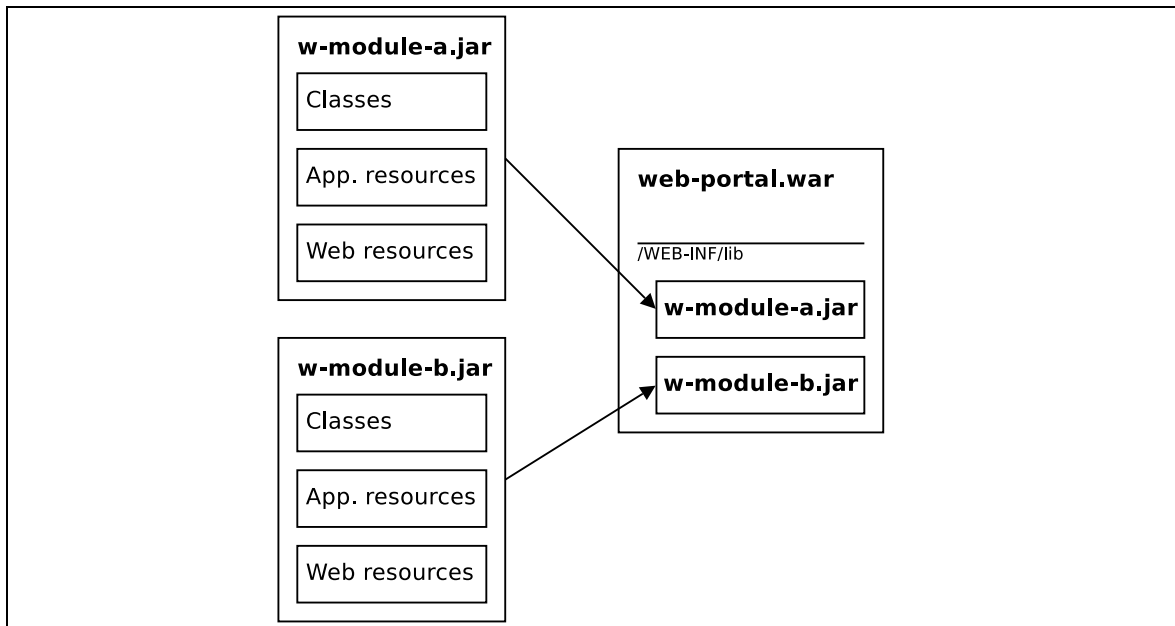 w-module-a.jar
Classes
App. resources
Web resources
w-module-b.jar
Classes
App. resources
Web resources
web-portal.war
/WEB-INF/lib
w-module-a.jar
w-module-b.jar